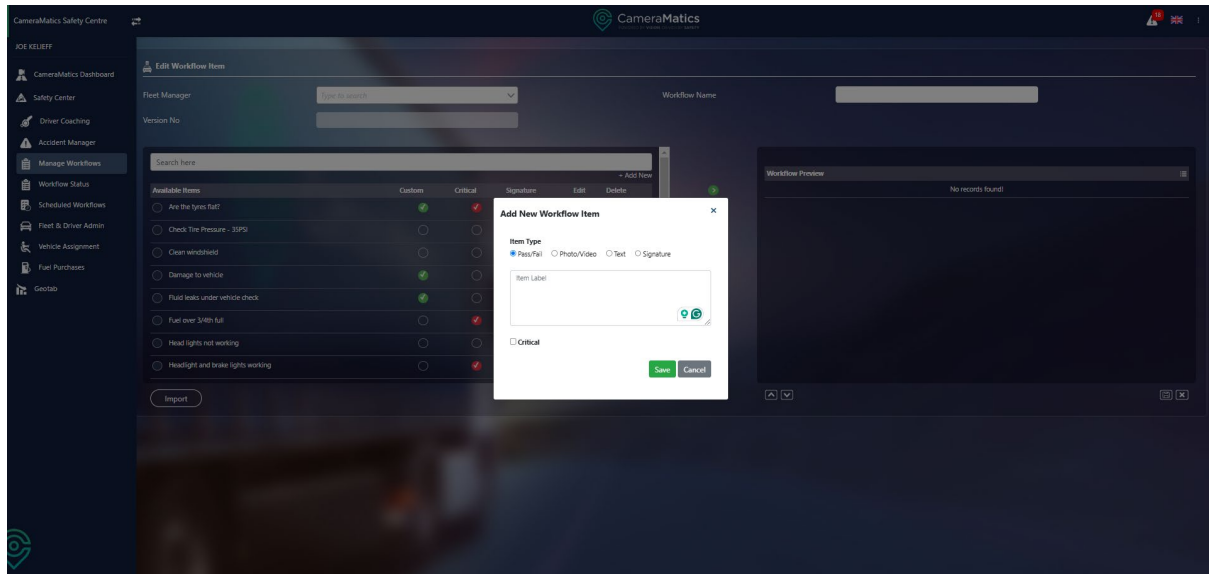 CameraMatics Safety Centre
CameraMatics
18
JOE KELIEFF
CameraMatics Dashboard
Safety Center
Driver Coaching
Accident Manager
Manage Workflows
Workflow Status
Scheduled Workflows
Fleet & Driver Admin
Vehicle Assignment
Fuel Purchases
Geotab
Edit Workflow Item
Fleet Manager
Type to search
Workflow Name
Version No
Search here
+ Add New
Available Items Custom Critical Signature Edit Delete
Are the tyres flat?
Check Tire Pressure - 35PSI
Clean windshield
Damage to vehicle
Fluid leaks under vehicle check
Fuel over 3/4th full
Head lights not working
Headlight and brake lights working
Import
Workflow Preview
No records found!
Add New Workflow Item
Item Type
Pass/Fail Photo/Video Text Signature
Item Label
Critical
Save Cancel